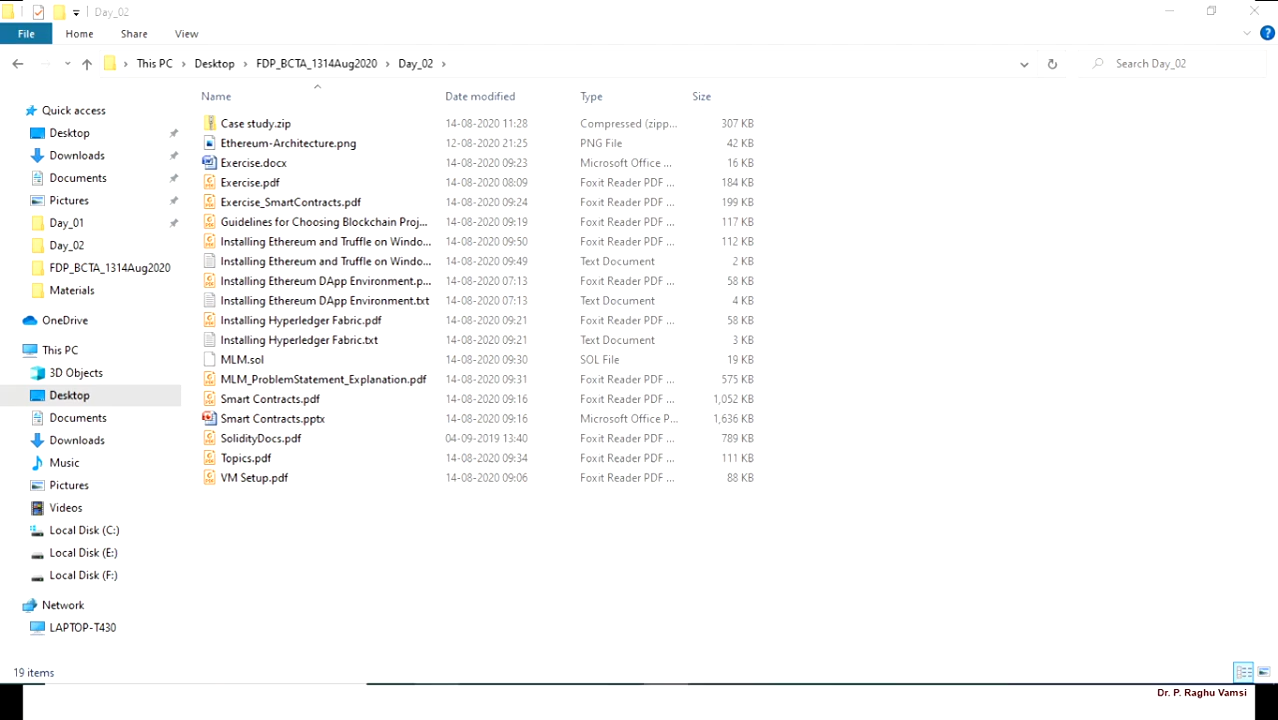 Day_02
File Home Share View
This PC Desktop FDP_BCTA_1314Aug2020 Day_02 Search Day_02
Name Date modified Type Size
Quick access
Desktop
Downloads
Documents
Pictures
Day_01
Day_02
FDP_BCTA_1314Aug2020
Materials
OneDrive
This PC
3D Objects
Desktop
Documents
Downloads
Music
Pictures
Videos
Local Disk (C:)
Local Disk (E:)
Local Disk (F:)
Network
LAPTOP-T430
Case study.zip 14-08-2020 11:28 Compressed (zipp... 307 KB
Ethereum-Architecture.png 12-08-2020 21:25 PNG File 42 KB
Exercise.docx 14-08-2020 09:23 Microsoft Office ... 16 KB
Exercise.pdf 14-08-2020 08:09 Foxit Reader PDF ... 184 KB
Exercise_SmartContracts.pdf 14-08-2020 09:24 Foxit Reader PDF ... 199 KB
Guidelines for Choosing Blockchain Proj... 14-08-2020 09:19 Foxit Reader PDF ... 117 KB
Installing Ethereum and Truffle on Windo... 14-08-2020 09:50 Foxit Reader PDF ... 112 KB
Installing Ethereum and Truffle on Windo... 14-08-2020 09:49 Text Document 2 KB
Installing Ethereum DApp Environment.p... 14-08-2020 07:13 Foxit Reader PDF ... 58 KB
Installing Ethereum DApp Environment.txt 14-08-2020 07:13 Text Document 4 KB
Installing Hyperledger Fabric.pdf 14-08-2020 09:21 Foxit Reader PDF ... 58 KB
Installing Hyperledger Fabric.txt 14-08-2020 09:21 Text Document 3 KB
MLM.sol 14-08-2020 09:30 SOL File 19 KB
MLM_ProblemStatement_Explanation.pdf 14-08-2020 09:31 Foxit Reader PDF ... 575 KB
Smart Contracts.pdf 14-08-2020 09:16 Foxit Reader PDF ... 1,052 KB
Smart Contracts.pptx 14-08-2020 09:16 Microsoft Office P... 1,636 KB
SolidityDocs.pdf 04-09-2019 13:40 Foxit Reader PDF ... 789 KB
Topics.pdf 14-08-2020 09:34 Foxit Reader PDF ... 111 KB
VM Setup.pdf 14-08-2020 09:06 Foxit Reader PDF ... 88 KB
19 items
Dr. P. Raghu Vamsi